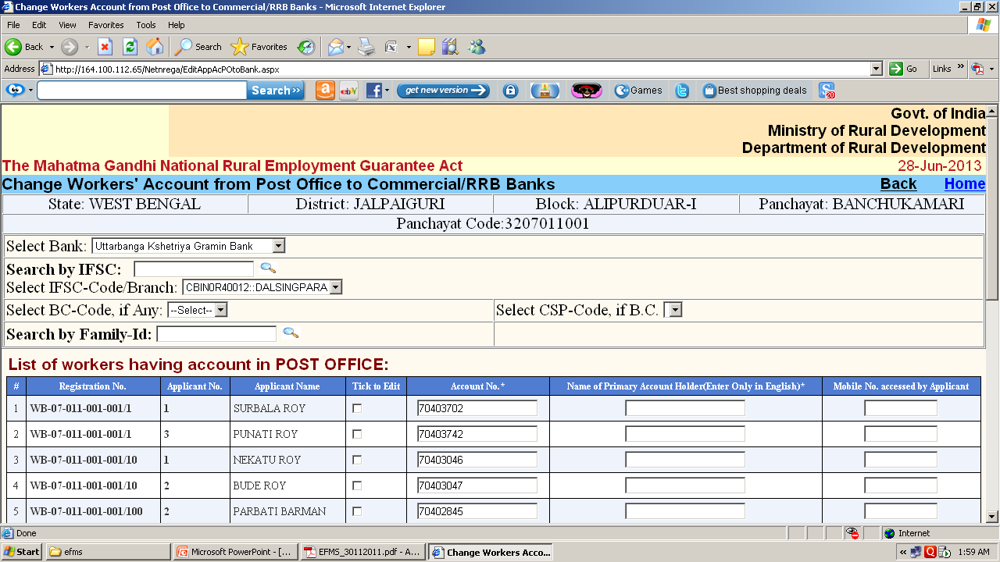 Change Workers Account from Post Office to Commercial/RRB Banks - Microsoft Internet Explorer
File Edit View Favorites Tools Help
Back Search Favorites
Address http://164.100.112.65/Netnrega/EditAppAcPOtoBank.aspx Go Links »
Search >> a ebY f get new version Games Best shopping deals 20
Govt. of India
Ministry of Rural Development
Department of Rural Development
The Mahatma Gandhi National Rural Employment Guarantee Act 28-Jun-2013
Change Workers' Account from Post Office to Commercial/RRB Banks Back Home
State: WEST BENGAL District: JALPAIGURI Block: ALIPURDUAR-I Panchayat: BANCHUKAMARI
Panchayat Code:3207011001
Select Bank: Uttarbanga Kshetriya Gramin Bank
Search by IFSC:
Select IFSC-Code/Branch: CBIN0R40012::DALSINGPARA
Select BC-Code, if Any: --Select-- Select CSP-Code, if B.C.
Search by Family-Id:
List of workers having account in POST OFFICE:
# Registration No. Applicant No. Applicant Name Tick to Edit Account No.* Name of Primary Account Holder(Enter Only in English)* Mobile No. accessed by Applicant
1 WB-07-011-001-001/1 1 SURBALA ROY 70403702
2 WB-07-011-001-001/1 3 PUNATI ROY 70403742
3 WB-07-011-001-001/10 1 NEKATU ROY 70403046
4 WB-07-011-001-001/10 2 BUDE ROY 70403047
5 WB-07-011-001-001/100 2 PARBATI BARMAN 70402845
Done Internet
Start efms Microsoft PowerPoint - [... EFMS_30112011.pdf - A... Change Workers Acco... « 1:59 AM